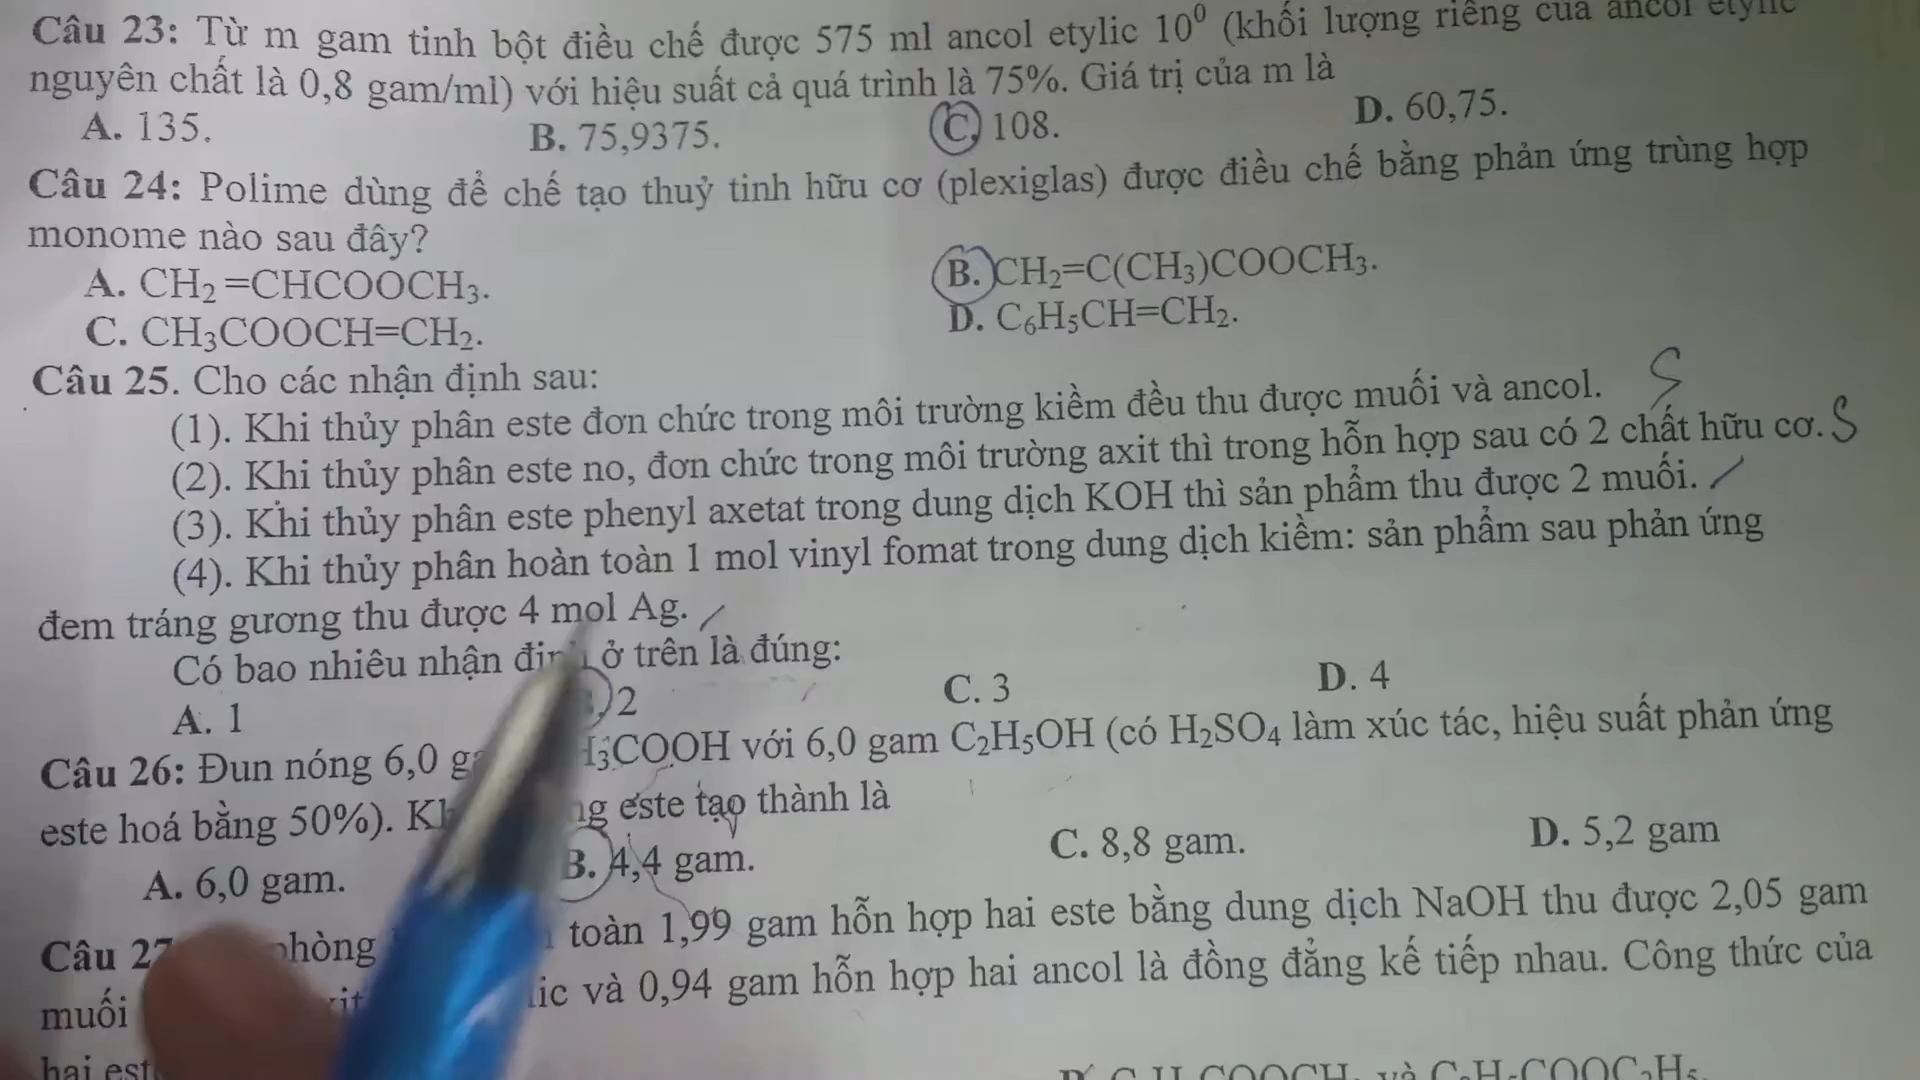 Câu 23: Từ m gam tinh bột điều chế được 575 ml ancol etylic 10⁰ (khối lượng riêng của ancol etylic
nguyên chất là 0,8 gam/ml) với hiệu suất cả quá trình là 75%. Giá trị của m là
A. 135. B. 75,9375. C. 108. D. 60,75.
Câu 24: Polime dùng để chế tạo thuỷ tinh hữu cơ (plexiglas) được điều chế bằng phản ứng trùng hợp
monome nào sau đây?
A. CH₂=CHCOOCH₃. B. CH₂=C(CH₃)COOCH₃.
C. CH₃COOCH=CH₂. D. C₆H₅CH=CH₂.
Câu 25. Cho các nhận định sau:
(1). Khi thủy phân este đơn chức trong môi trường kiềm đều thu được muối và ancol. S
(2). Khi thủy phân este no, đơn chức trong môi trường axit thì trong hỗn hợp sau có 2 chất hữu cơ. S
(3). Khi thủy phân este phenyl axetat trong dung dịch KOH thì sản phẩm thu được 2 muối.
(4). Khi thủy phân hoàn toàn 1 mol vinyl fomat trong dung dịch kiềm: sản phẩm sau phản ứng
đem tráng gương thu được 4 mol Ag.
Có bao nhiêu nhận ở trên là đúng:
A. 1 2 C. 3 D. 4
Câu 26: Đun nóng 6,0 H₃COOH với 6,0 gam C₂H₅OH (có H₂SO₄ làm xúc tác, hiệu suất phản ứng
este hoá bằng 50%). este tạo thành là
A. 6,0 gam. B. 4,4 gam. C. 8,8 gam. D. 5,2 gam
Câu 27 phòng toàn 1,99 gam hỗn hợp hai este bằng dung dịch NaOH thu được 2,05 gam
muối ic và 0,94 gam hỗn hợp hai ancol là đồng đẳng kế tiếp nhau. Công thức của
hai est